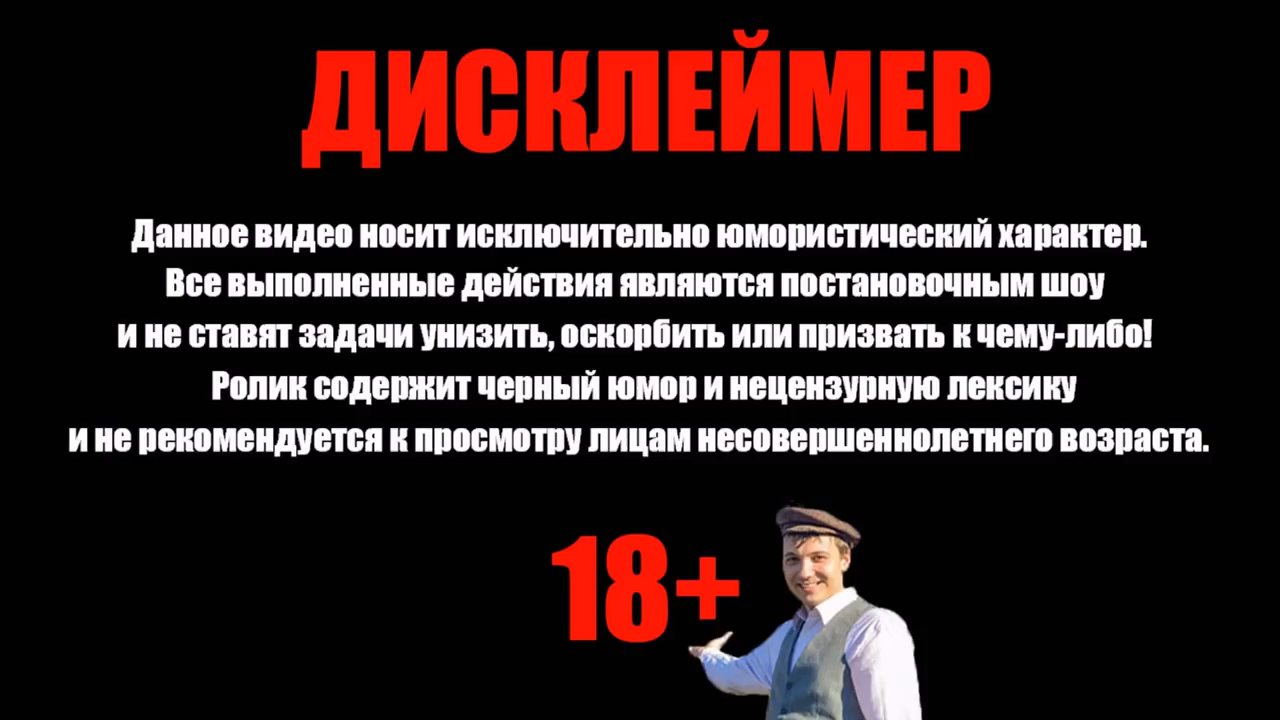 ДИСКЛЕЙМЕР
Данное видео носит исключительно юмористический характер.
Все выполненные действия являются постановочным шоу
и не ставят задачи унизить, оскорбить или призвать к чему-либо!
Ролик содержит черный юмор и нецензурную лексику
и не рекомендуется к просмотру лицам несовершеннолетнего возраста.
18+